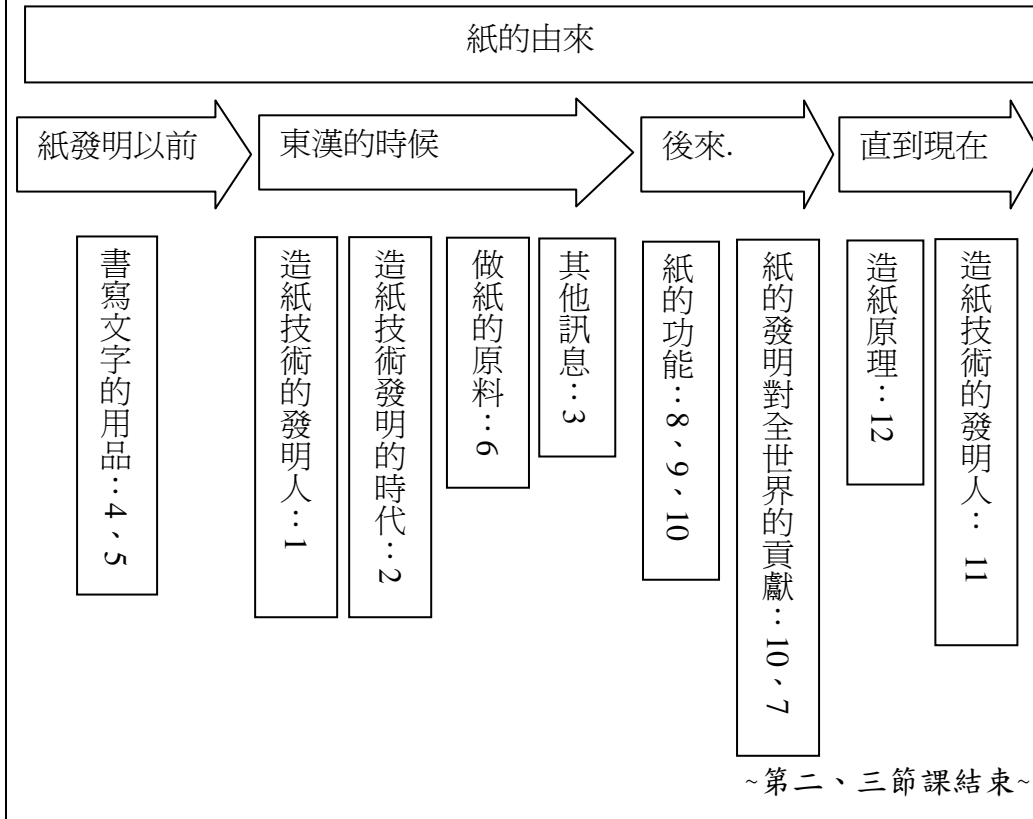 紙的由來
紙發明以前
東漢的時候
後來.
直到現在
書寫文字的用品：4、5
造紙技術的發明人：1
造紙技術發明的時代：2
做紙的原料：6
其他訊息：3
紙的功能：8、9、10
紙的發明對全世界的貢獻：10、7
造紙原理：12
造紙技術的發明人： 11
~第二、三節課結束~